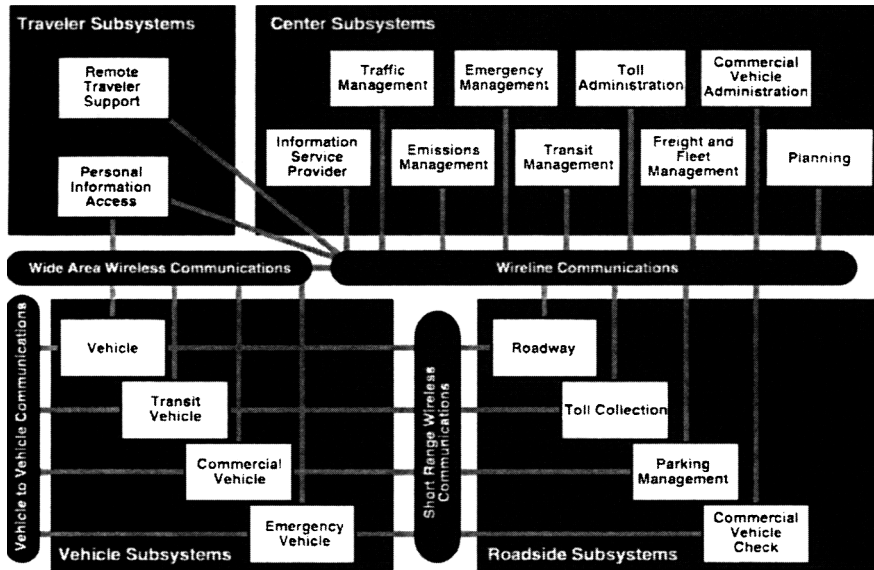 Traveler Subsystems
Remote
Traveler
Support
Personal
Information
Access
Center Subsystems
Traffic
Management
Emergency
Management
Toll
Administration
Commercial
Vehicle
Administration
Information
Service
Provider
Emissions
Management
Transit
Management
Freight and
Fleet
Management
Planning
Wide Area Wireless Communications
Wireline Communications
Vehicle to Vehicle Communications
Vehicle
Transit
Vehicle
Commercial
Vehicle
Emergency
Vehicle
Vehicle Subsystems
Short Range Wireless
Communications
Roadway
Toll Collection
Parking
Management
Commercial
Vehicle
Check
Roadside Subsystems